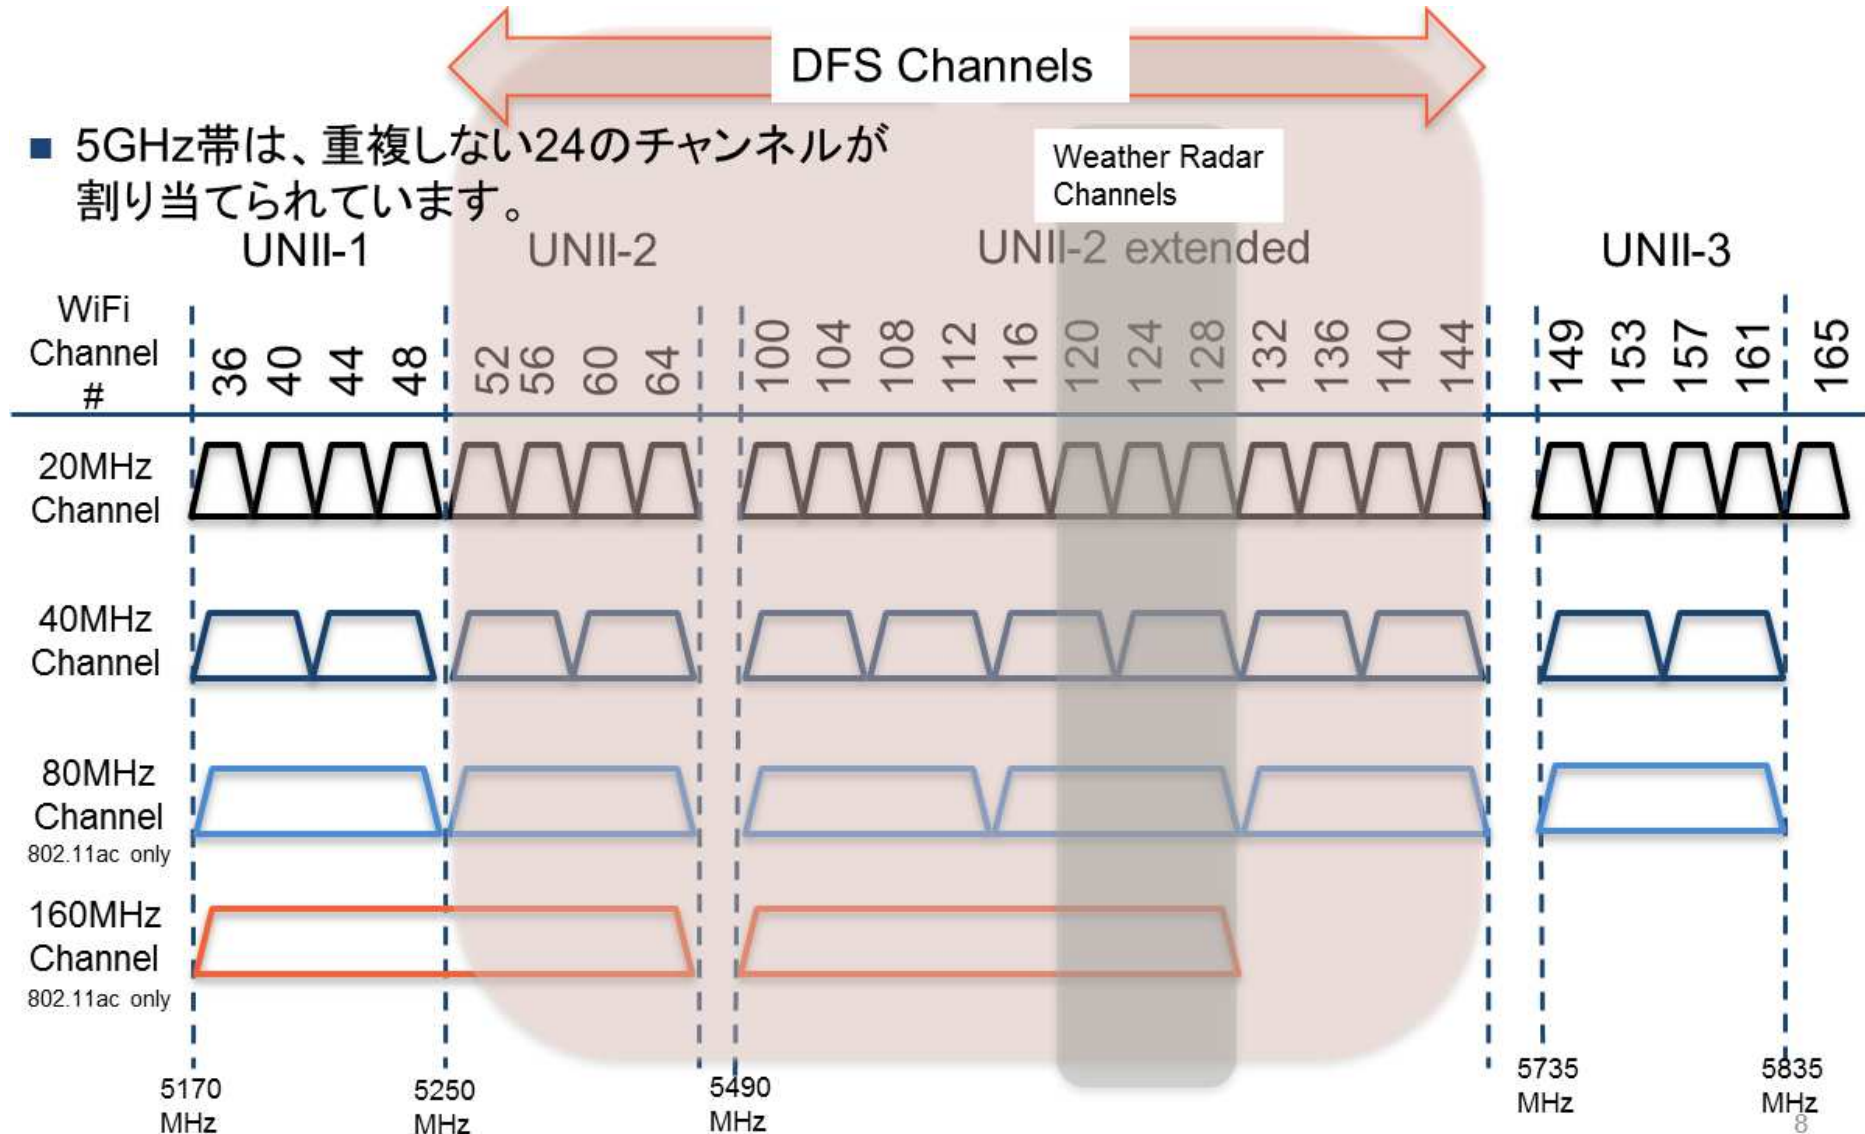 DFS Channels
■ 5GHz帯は、重複しない24のチャンネルが
割り当てられています。
Weather Radar
Channels
UNII-1
UNII-2
UNII-2 extended
UNII-3
WiFi
Channel
#
36 40 44 48 52 56 60 64 100 104 108 112 116 120 124 128 132 136 140 144 149 153 157 161 165
20MHz
Channel
40MHz
Channel
80MHz
Channel
802.11ac only
160MHz
Channel
802.11ac only
5170
MHz
5250
MHz
5490
MHz
5735
MHz
5835
MHz
8